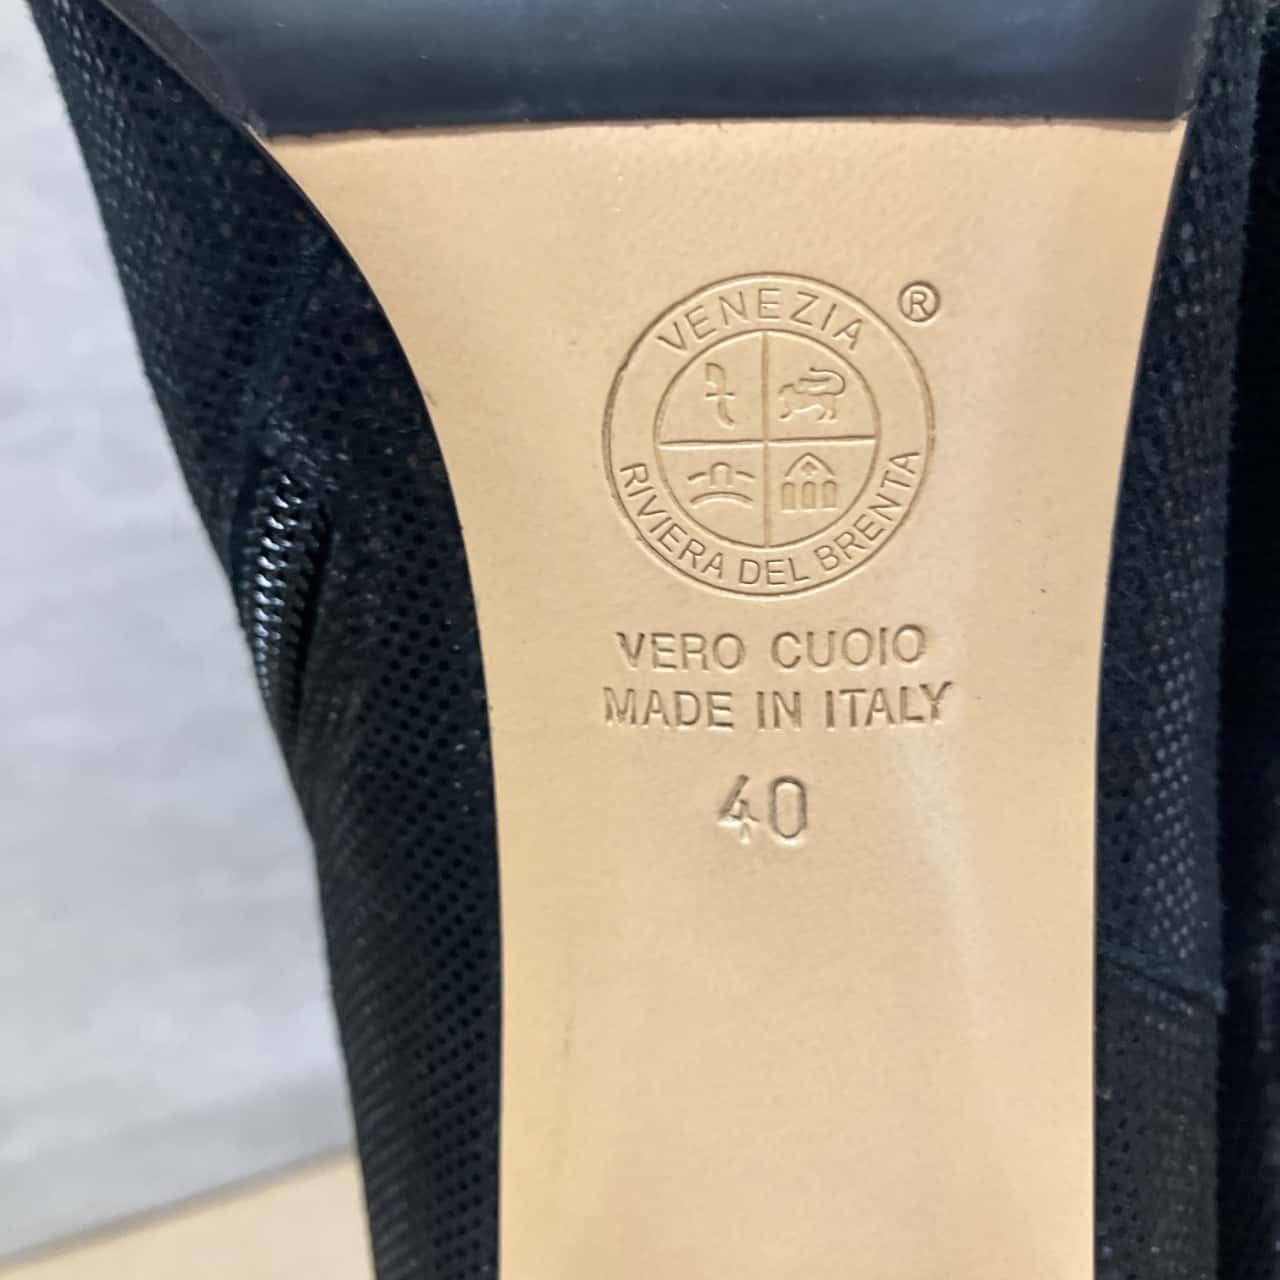 VENEZIA ®
RIVIERA DEL BRENTA
VERO CUOIO
MADE IN ITALY
40